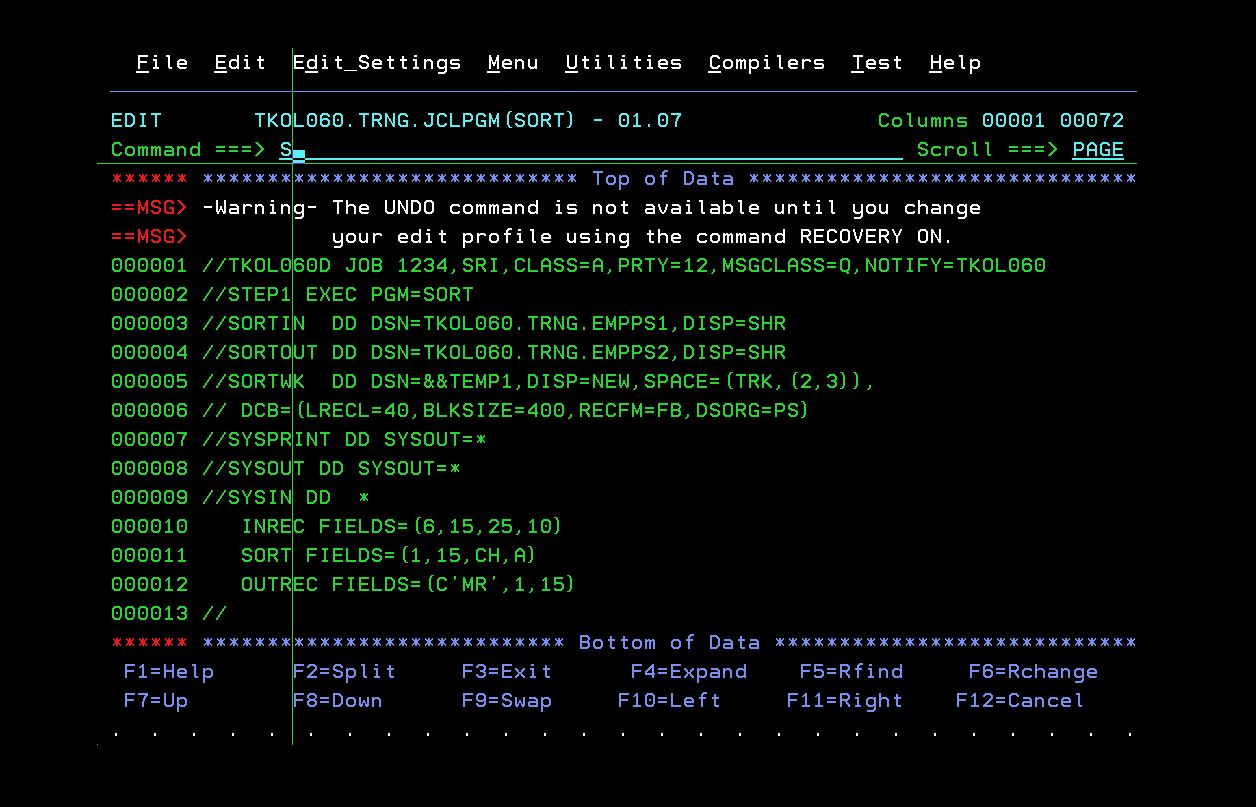 File  Edit  Edit_Settings  Menu  Utilities  Compilers  Test  Help
EDIT       TKOL060.TRNG.JCLPGM(SORT) - 01.07               Columns 00001 00072
Command ===> S                                                Scroll ===> PAGE
****** ***************************** Top of Data ******************************
==MSG> -Warning- The UNDO command is not available until you change
==MSG>           your edit profile using the command RECOVERY ON.
000001 //TKOL060D JOB 1234,SRI,CLASS=A,PRTY=12,MSGCLASS=Q,NOTIFY=TKOL060
000002 //STEP1 EXEC PGM=SORT
000003 //SORTIN  DD DSN=TKOL060.TRNG.EMPPS1,DISP=SHR
000004 //SORTOUT DD DSN=TKOL060.TRNG.EMPPS2,DISP=SHR
000005 //SORTWK  DD DSN=&&TEMP1,DISP=NEW,SPACE=(TRK,(2,3)),
000006 // DCB=(LRECL=40,BLKSIZE=400,RECFM=FB,DSORG=PS)
000007 //SYSPRINT DD SYSOUT=*
000008 //SYSOUT DD SYSOUT=*
000009 //SYSIN DD  *
000010    INREC FIELDS=(6,15,25,10)
000011    SORT FIELDS=(1,15,CH,A)
000012    OUTREC FIELDS=(C'MR',1,15)
000013 //
****** **************************** Bottom of Data ****************************
F1=Help      F2=Split     F3=Exit      F4=Expand    F5=Rfind     F6=Rchange
F7=Up        F8=Down      F9=Swap     F10=Left     F11=Right    F12=Cancel
. . . . . . . . . . . . . . . . . . . . . . . . . . .